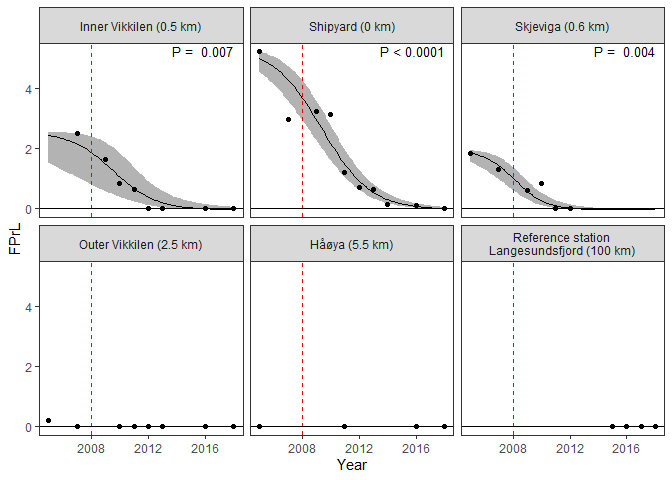 Inner Vikkilen (0.5 km)
Shipyard (0 km)
Skjeviga (0.6 km)
P = 0.007
P < 0.0001
P = 0.004
4
2
0
Outer Vikkilen (2.5 km)
Håøya (5.5 km)
Reference station
Langesundsfjord (100 km)
4
2
0
FPrL
2008
2012
2016
2008
2012
2016
2008
2012
2016
Year